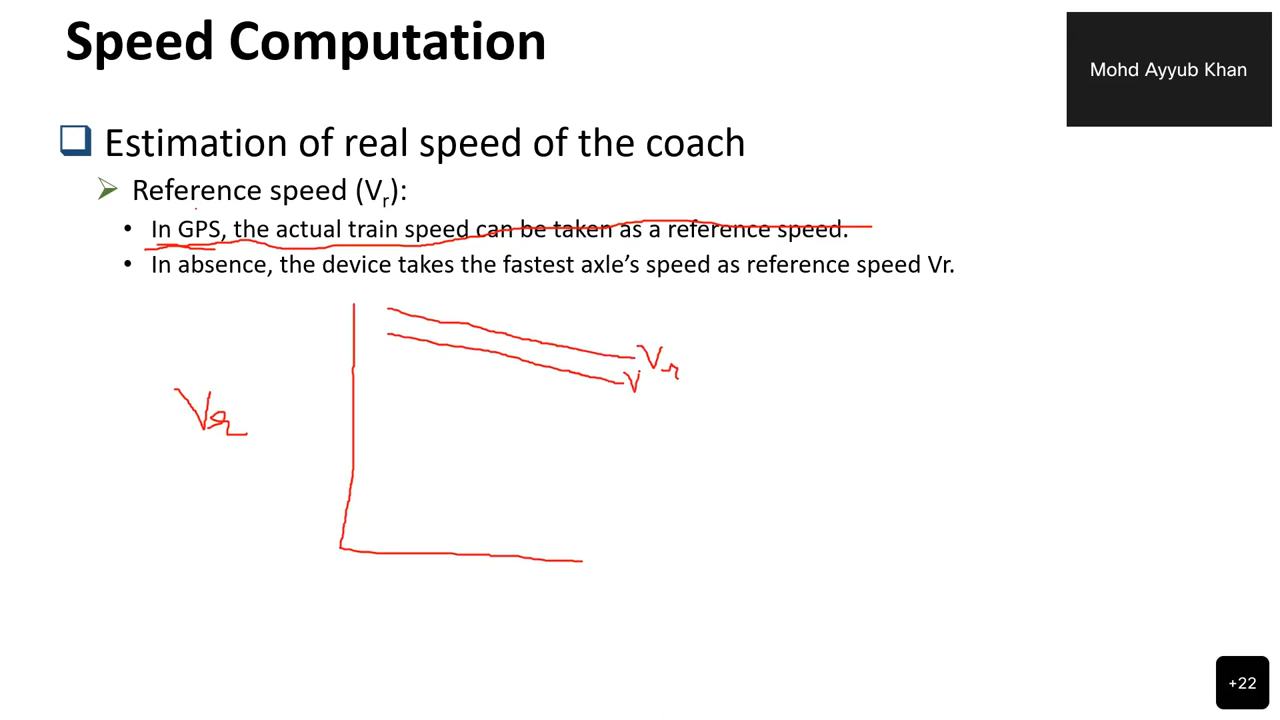 Speed Computation
Mohd Ayyub Khan
Estimation of real speed of the coach
Reference speed (Vr):
In GPS, the actual train speed can be taken as a reference speed.
In absence, the device takes the fastest axle's speed as reference speed Vr.
Vr
V
Vr
+22